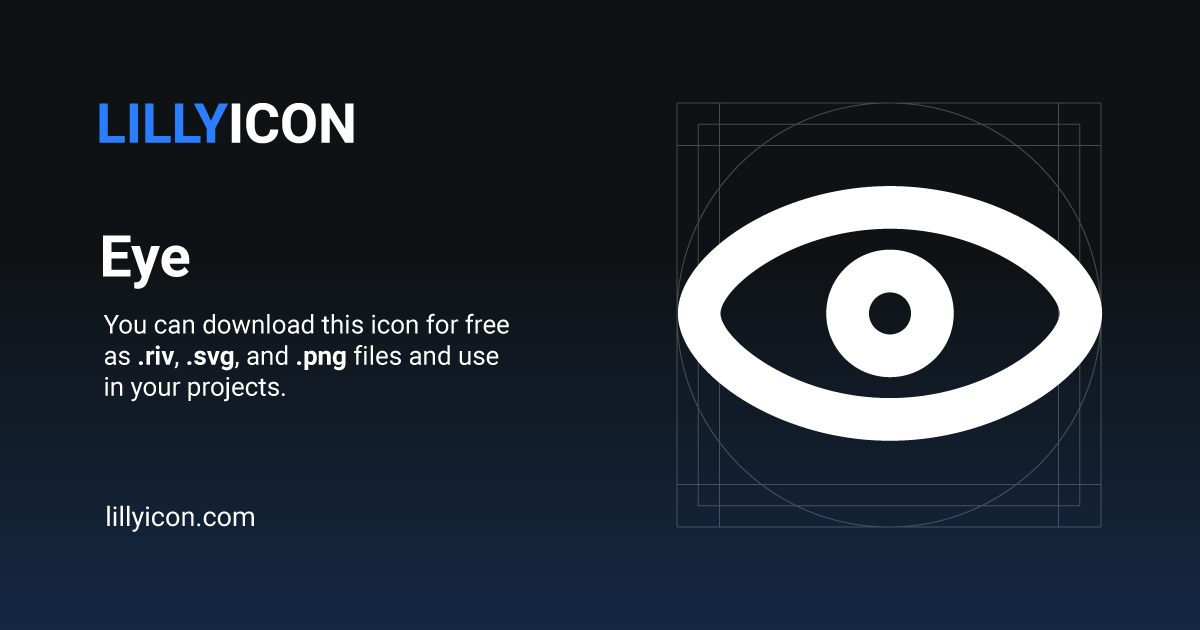 LILLYICON
Eye
You can download this icon for free
as .riv, .svg, and .png files and use
in your projects.
lillyicon.com